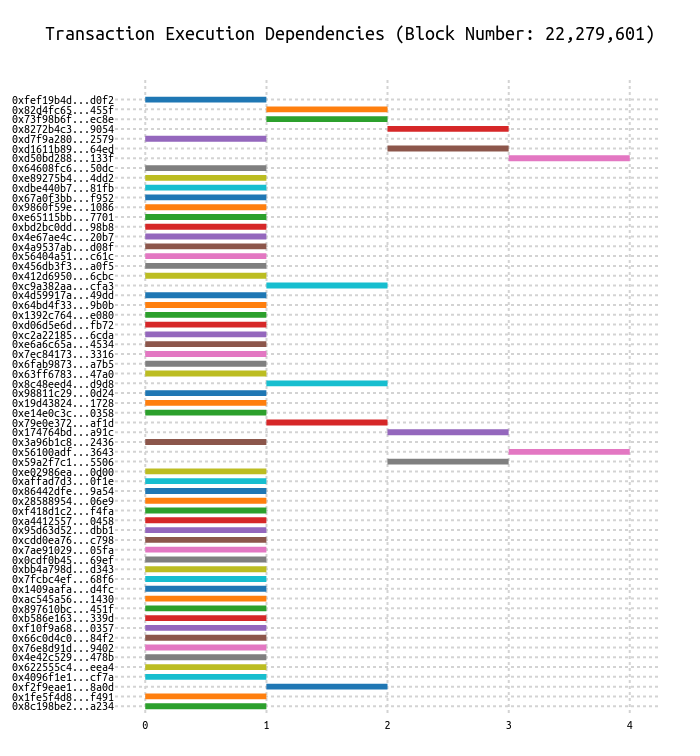 Transaction Execution Dependencies (Block Number: 22,279,601)
0xfef19b4d...d0f2
0x82d4fc65...455f
0x73f98b6f...ec8e
0x8272b4c3...9054
0xd7f9a280...2579
0xd1611b89...64ed
0xd50bd288...133f
0x64608fc6...50dc
0xe89275b4...4dd2
0xdbe440b7...81fb
0x67a0f3bb...f952
0x9860f59e...1086
0xe65115bb...7701
0xbd2bc0dd...98b8
0x4e67ae4c...20b7
0x4a9537ab...d08f
0x56404a51...c61c
0x456db3f3...a0f5
0x412d6950...6cbc
0xc9a382aa...cfa3
0x4d59917a...49dd
0x64bd4f33...9b0b
0x1392c764...e080
0xd06d5e6d...fb72
0xc2a22185...6cda
0xe6a6c65a...4534
0x7ec84173...3316
0x6fab9873...a7b5
0x63ff6783...47a0
0x8c48eed4...d9d8
0x98811c29...0d24
0x19d43824...1728
0xe14e0c3c...0358
0x79e0e372...af1d
0x174764bd...a91c
0x3a96b1c8...2436
0x56100adf...3643
0x59a2f7c1...5506
0xe02986ea...0d00
0xaffad7d3...0f1e
0x86442dfe...9a54
0x28588954...06e9
0xf418d1c2...f4fa
0xa4412557...0458
0x95d63d52...dbb1
0xcdd0ea76...c798
0x7ae91029...05fa
0x0cdf0b45...69ef
0xbb4a798d...d343
0x7fcbc4ef...68f6
0x1409aafa...d4fc
0xac545a56...1430
0x897610bc...451f
0xb586e163...339d
0xf10f9a68...0357
0x66c0d4c0...84f2
0x76e8d91d...9402
0x4e42c529...478b
0x622555c4...eea4
0x4096f1e1...cf7a
0xf2f9eae1...8a0d
0x1fe5f4d8...f491
0x8c198be2...a234
0 1 2 3 4